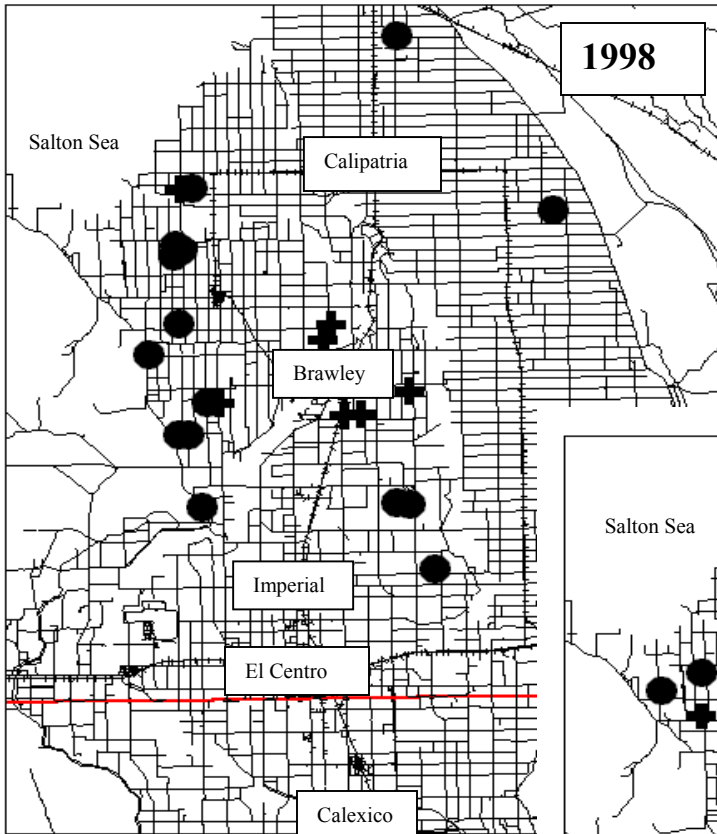 1998
Salton Sea
Calipatria
Brawley
Salton Sea
Imperial
El Centro
Calexico